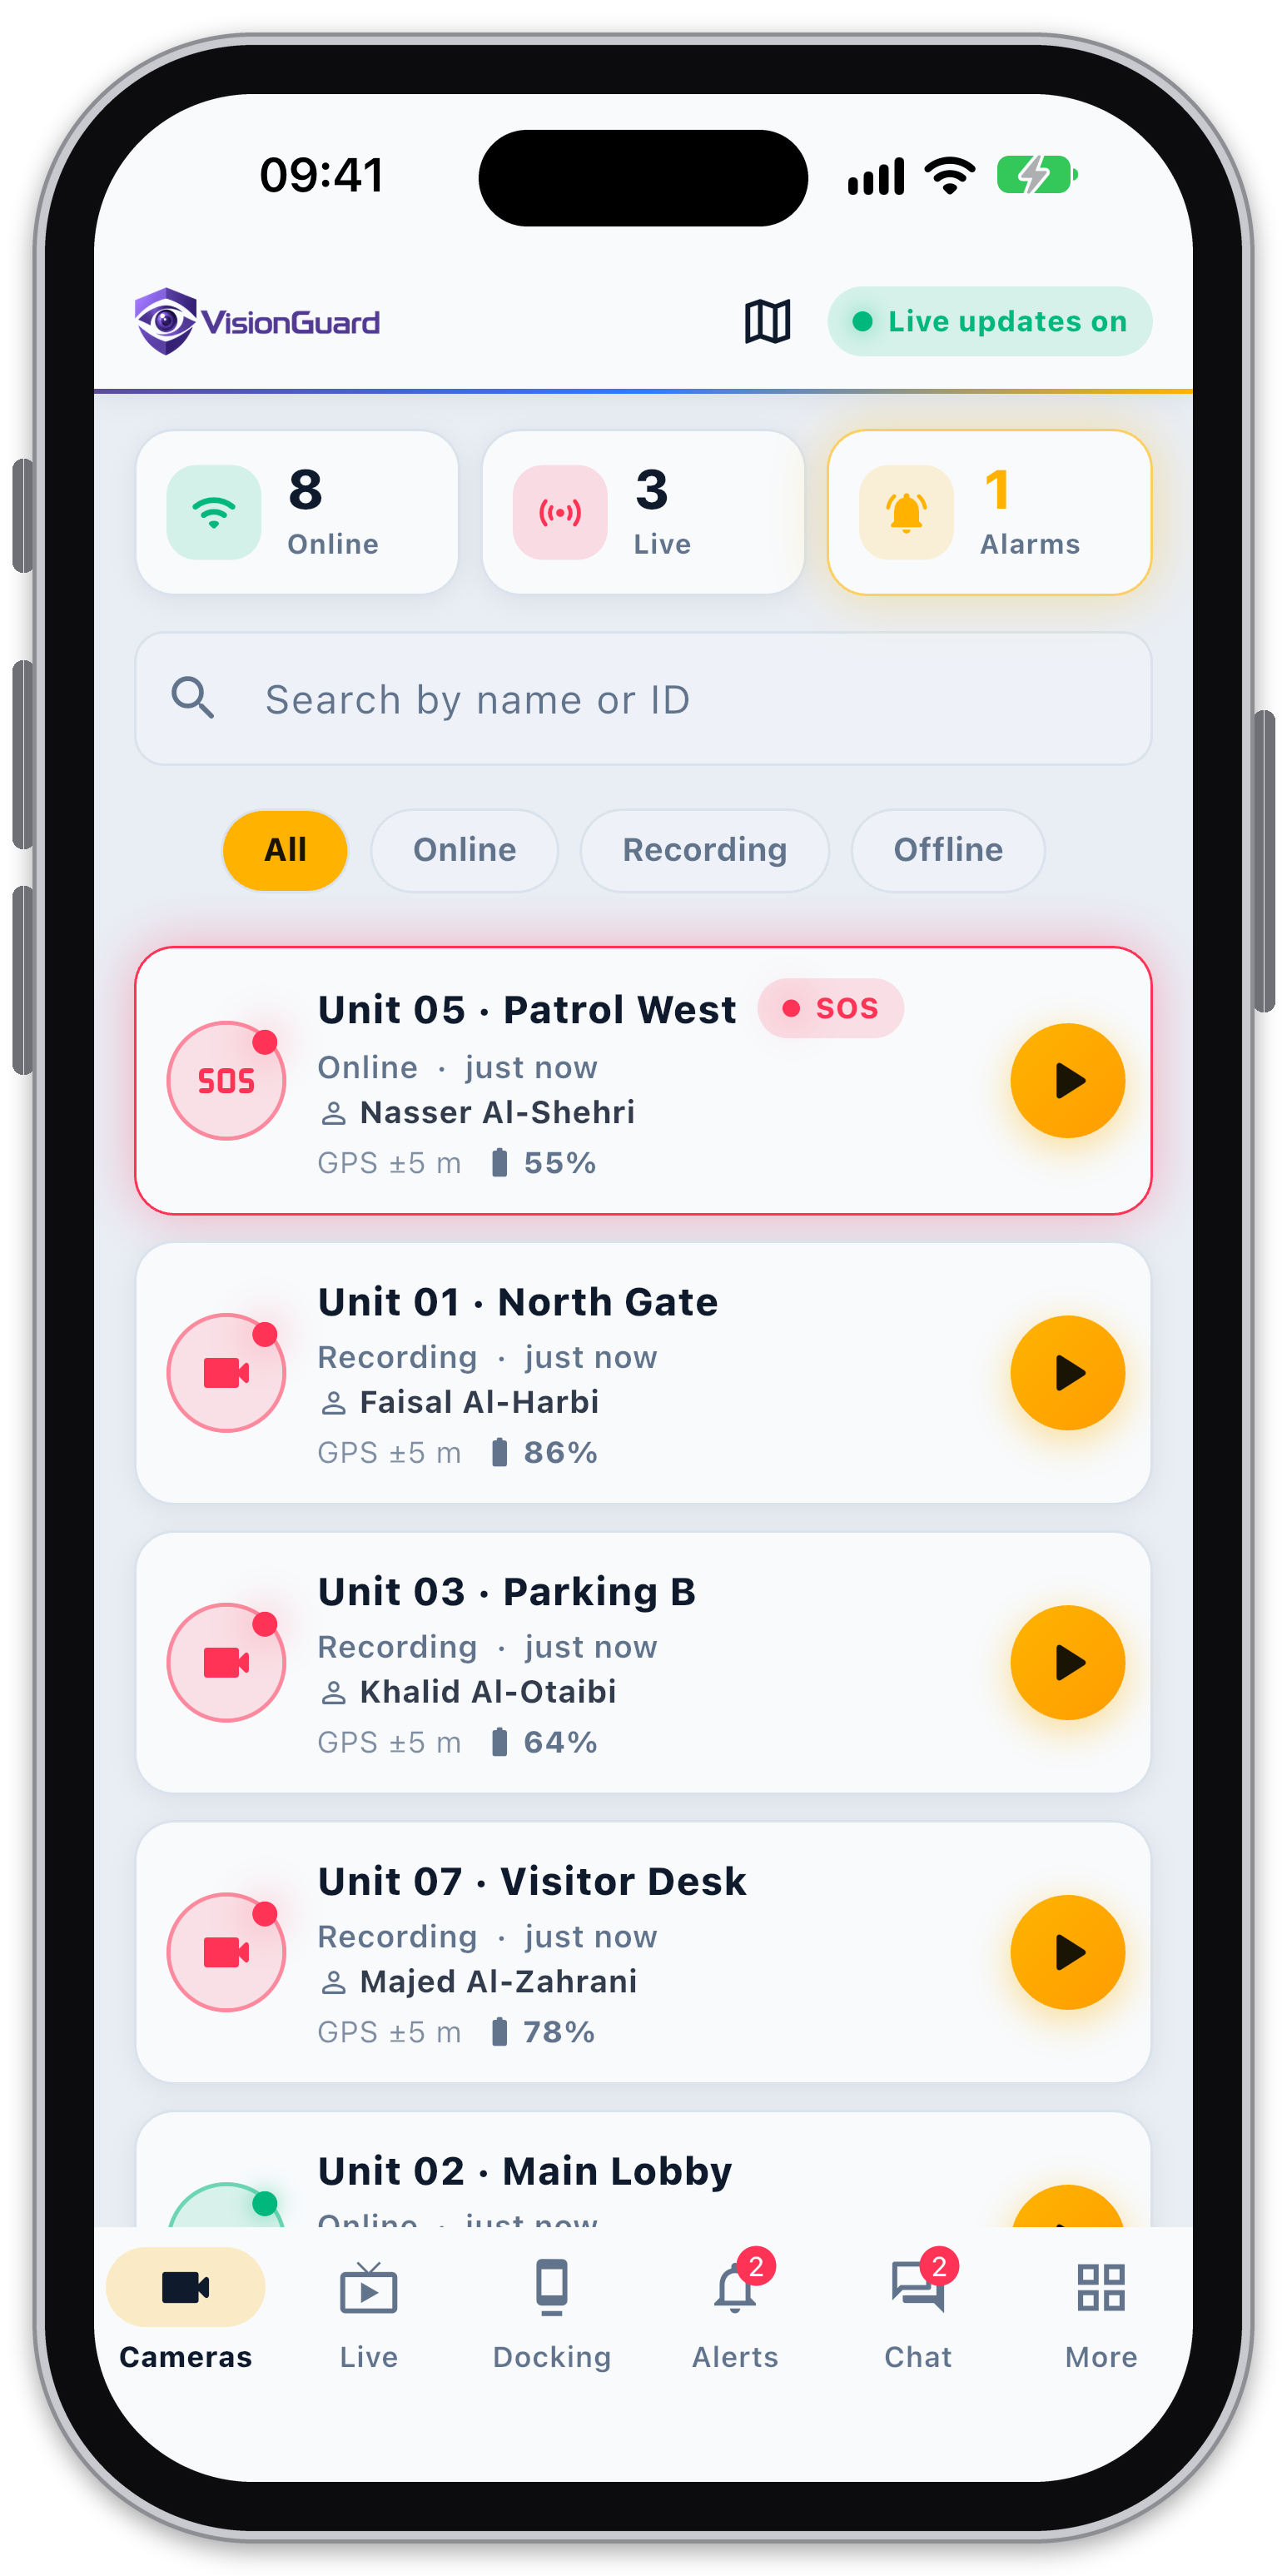 09:41
VisionGuard
Live updates on
8
Online
3
Live
1
Alarms
Search by name or ID
All
Online
Recording
Offline
Unit 05 · Patrol West
SOS
SOS
Online · just now
Nasser Al-Shehri
GPS ±5 m 55%
Unit 01 · North Gate
Recording · just now
Faisal Al-Harbi
GPS ±5 m 86%
Unit 03 · Parking B
Recording · just now
Khalid Al-Otaibi
GPS ±5 m 64%
Unit 07 · Visitor Desk
Recording · just now
Majed Al-Zahrani
GPS ±5 m 78%
Unit 02 · Main Lobby
Online · just now
2
2
Cameras
Live
Docking
Alerts
Chat
More